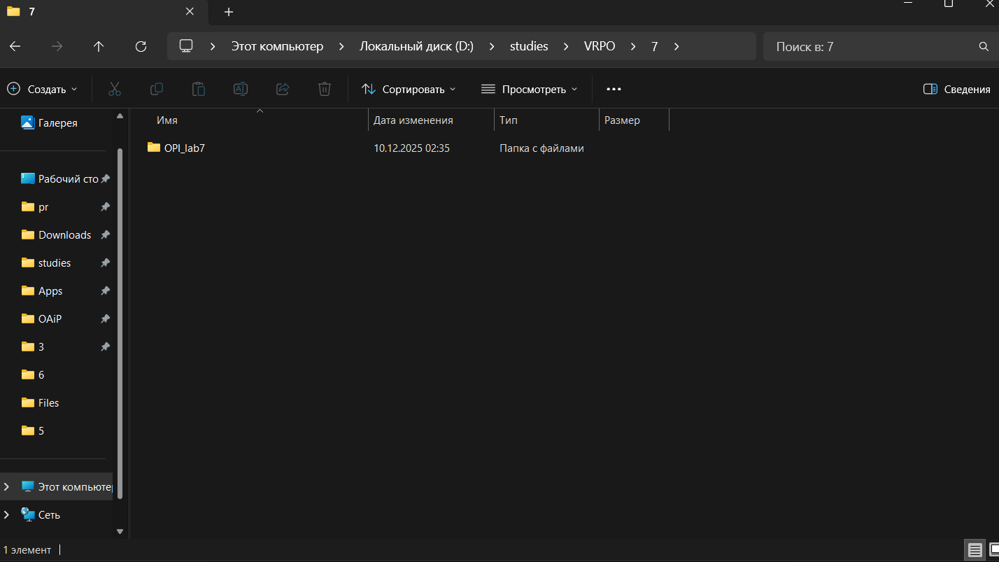 7
Этот компьютер Локальный диск (D:) studies VRPO 7
Поиск в: 7
Создать Сортировать Просмотреть Сведения
Галерея
Рабочий сто
pr
Downloads
studies
Apps
OAiP
3
6
Files
5
Этот компьютер
Сеть
Имя Дата изменения Тип Размер
OPI_lab7 10.12.2025 02:35 Папка с файлами
1 элемент